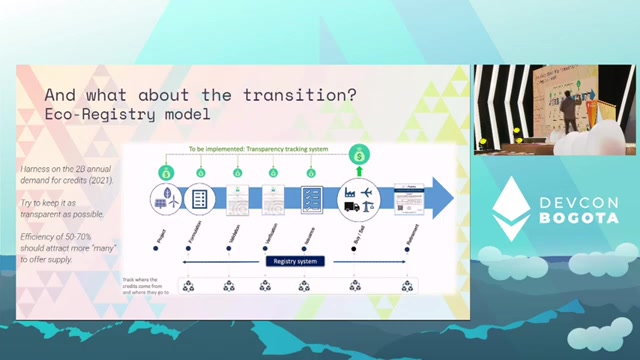 And what about the transition?
Eco-Registry model
To be implemented: Transparency tracking system
Harness on the 2B annual
demand for credits (2021).
Try to keep it as
transparent as possible.
Efficiency of 50-70%
should attract more "many"
to offer supply.
Project
Formulation
Validation
Verification
Issuance
Buy / Sell
Retirement
Registry system
Track where the
credits come from
and where they go to
DEVCON
BOGOTA